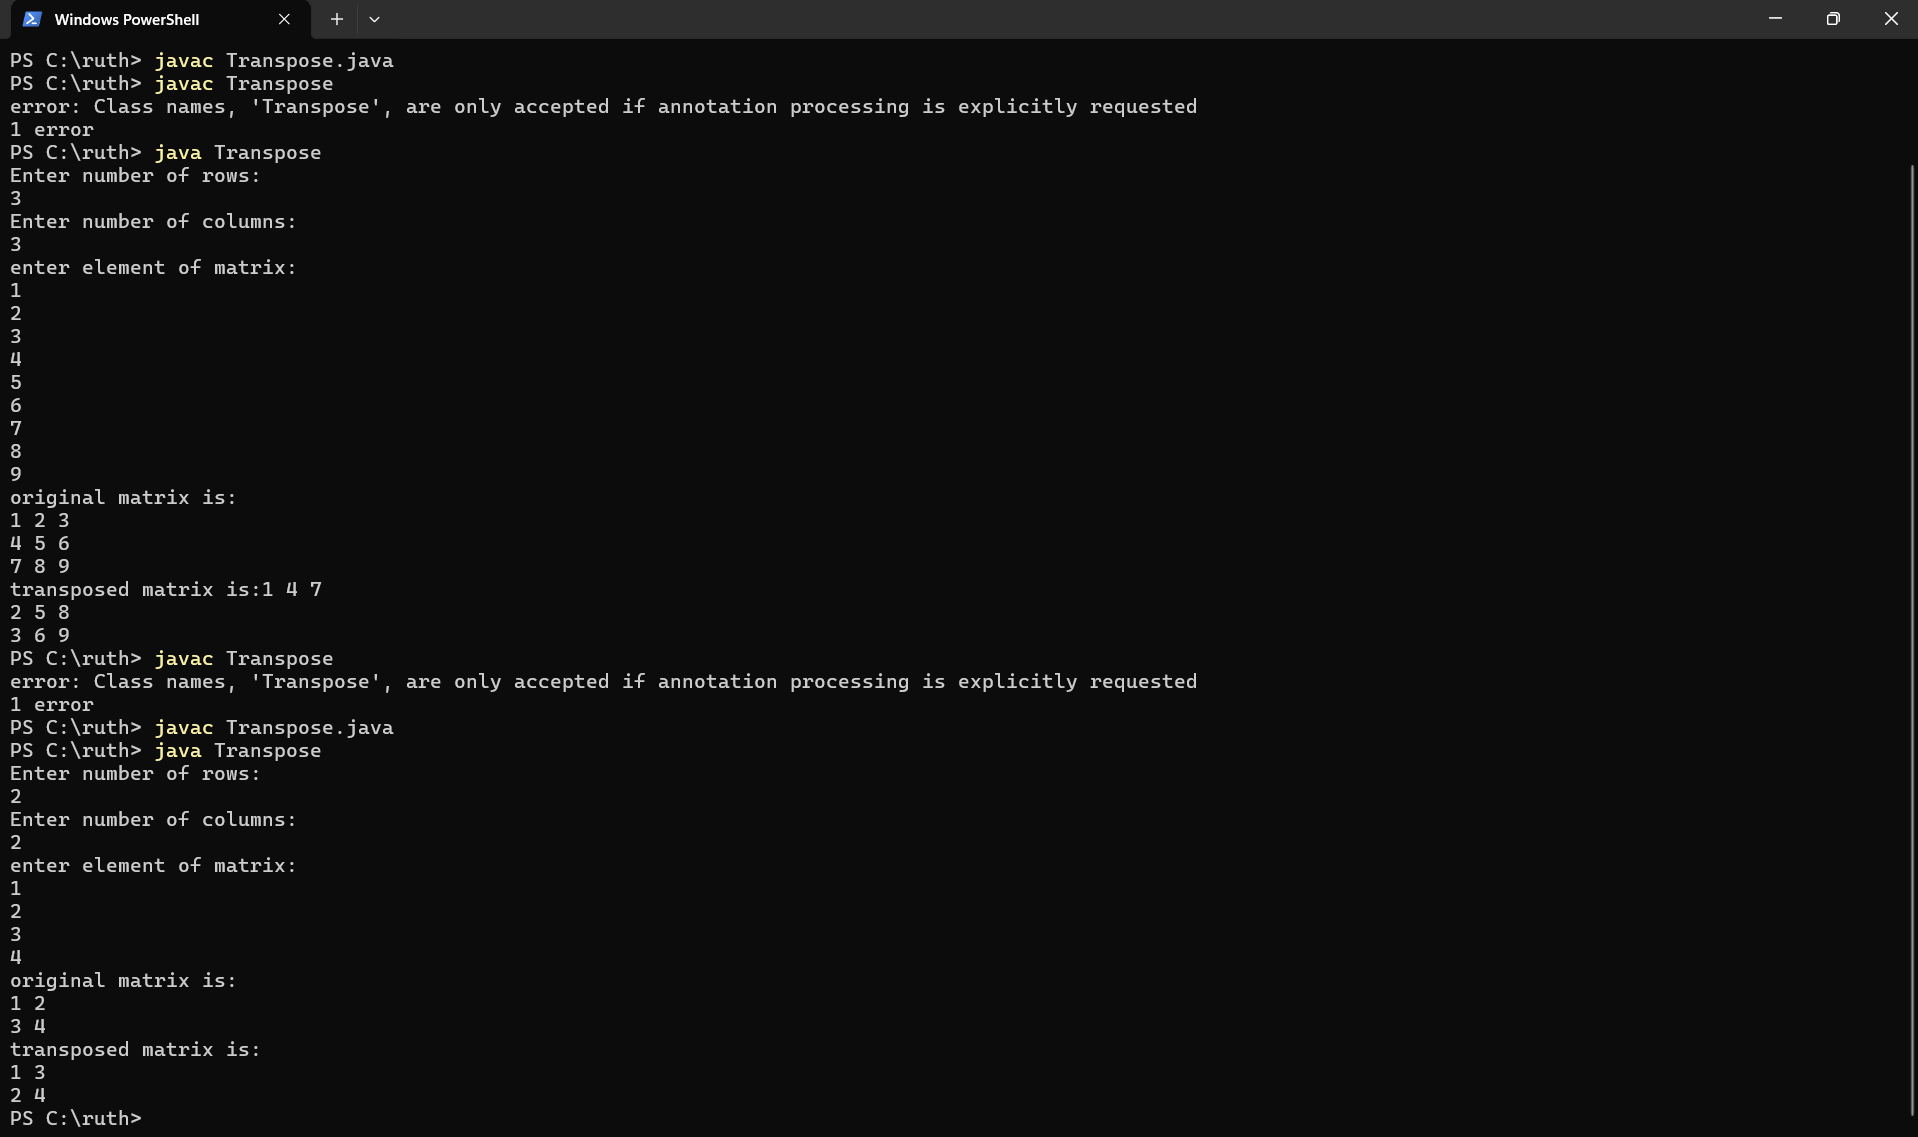 Windows PowerShell
PS C:\ruth> javac Transpose.java
PS C:\ruth> javac Transpose
error: Class names, 'Transpose', are only accepted if annotation processing is explicitly requested
1 error
PS C:\ruth> java Transpose
Enter number of rows:
3
Enter number of columns:
3
enter element of matrix:
1
2
3
4
5
6
7
8
9
original matrix is:
1 2 3
4 5 6
7 8 9
transposed matrix is:1 4 7
2 5 8
3 6 9
PS C:\ruth> javac Transpose
error: Class names, 'Transpose', are only accepted if annotation processing is explicitly requested
1 error
PS C:\ruth> javac Transpose.java
PS C:\ruth> java Transpose
Enter number of rows:
2
Enter number of columns:
2
enter element of matrix:
1
2
3
4
original matrix is:
1 2
3 4
transposed matrix is:
1 3
2 4
PS C:\ruth>